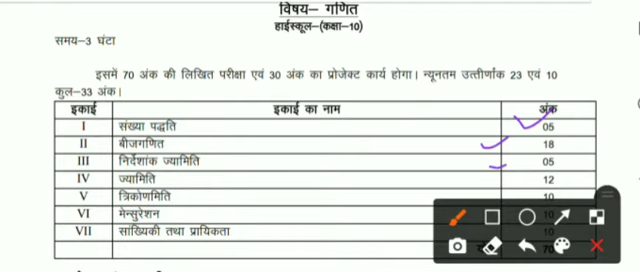 विषय– गणित
हाईस्कूल–(कक्षा–10)
समय–3 घंटा
इसमें 70 अंक की लिखित परीक्षा एवं 30 अंक का प्रोजेक्ट कार्य होगा। न्यूनतम उत्तीर्णांक 23 एवं 10
कुल–33 अंक।
इकाई इकाई का नाम अंक
I संख्या पद्धति 05
II बीजगणित 18
III निर्देशांक ज्यामिति 05
IV ज्यामिति 12
V त्रिकोणमिति 10
VI मेन्सुरेशन 10
VII सांख्यिकी तथा प्रायिकता 10
70